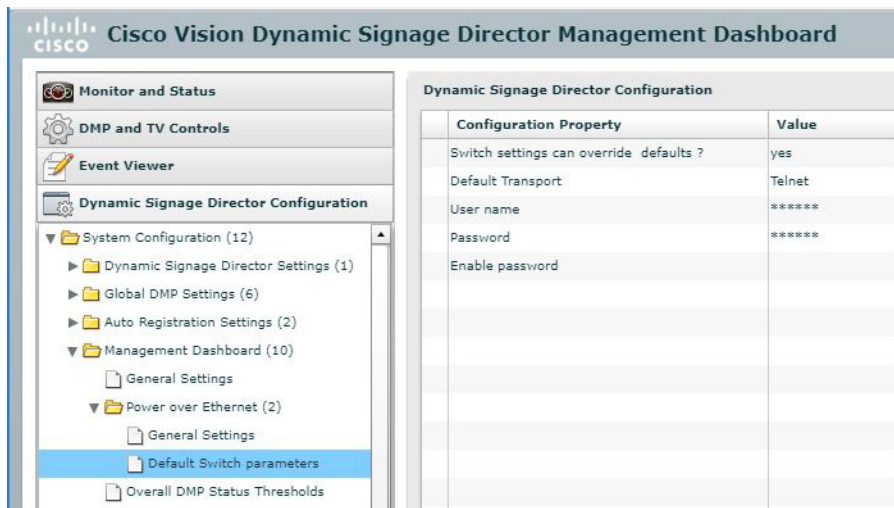 CISCO Cisco Vision Dynamic Signage Director Management Dashboard
Monitor and Status
DMP and TV Controls
Event Viewer
Dynamic Signage Director Configuration
System Configuration (12)
Dynamic Signage Director Settings (1)
Global DMP Settings (6)
Auto Registration Settings (2)
Management Dashboard (10)
General Settings
Power over Ethernet (2)
General Settings
Default Switch parameters
Overall DMP Status Thresholds
Dynamic Signage Director Configuration
Configuration Property Value
Switch settings can override defaults ? yes
Default Transport Telnet
User name ******
Password ******
Enable password